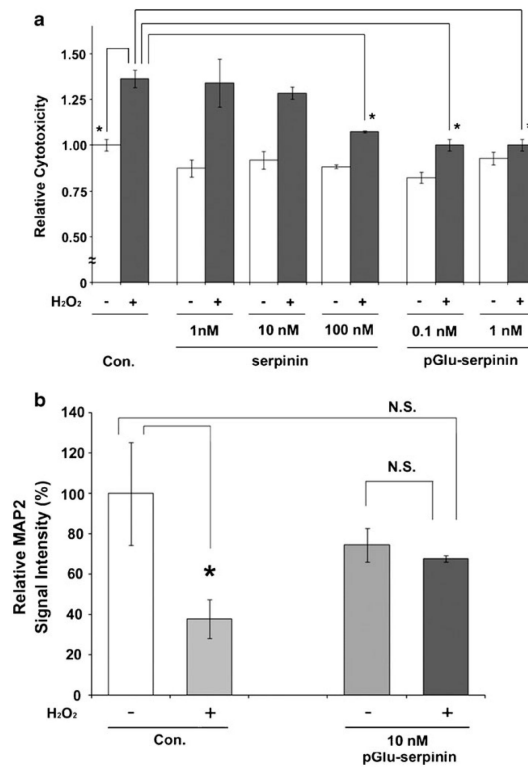 a
Relative Cytotoxicity
1.50
1.25
1.00
0.75
0.50
0
* * * *
H₂O₂ - + - + - + - + - + - +
1nM 10 nM 100 nM 0.1 nM 1 nM
Con. serpinin pGlu-serpinin
b
Relative MAP2
Signal Intensity (%)
140
120
100
80
60
40
20
0
N.S.
N.S.
*
H₂O₂ - + - +
Con. 10 nM
pGlu-serpinin